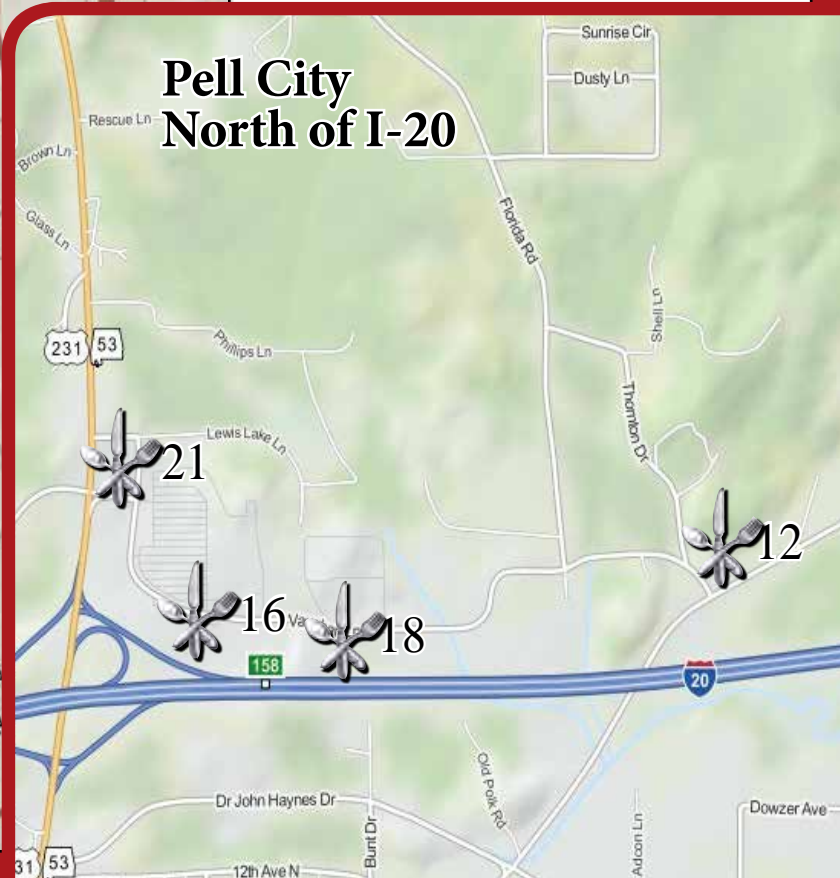 Sunrise Cir
Pell City
North of I-20
Dusty Ln
Rescue Ln
Brown Ln
Glass Ln
Florida Rd
Shell Ln
231 53
Phillips Ln
Thornton Dr
Lewis Lake Ln
21
12
16
18
158
20
Old Polk Rd
Dr John Haynes Dr
Bunt Dr
Adcon Ln
Dowzer Ave
31 53
12th Ave N